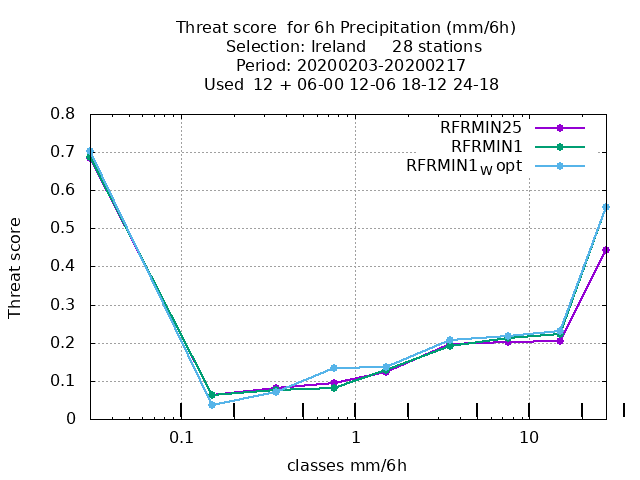 Threat score  for 6h Precipitation (mm/6h)
Selection: Ireland     28 stations
Period: 20200203-20200217
Used  12 + 06-00 12-06 18-12 24-18
RFRMIN25
RFRMIN1
RFRMIN1W opt
Threat score
0.8
0.7
0.6
0.5
0.4
0.3
0.2
0.1
0
0.1 1 10
classes mm/6h